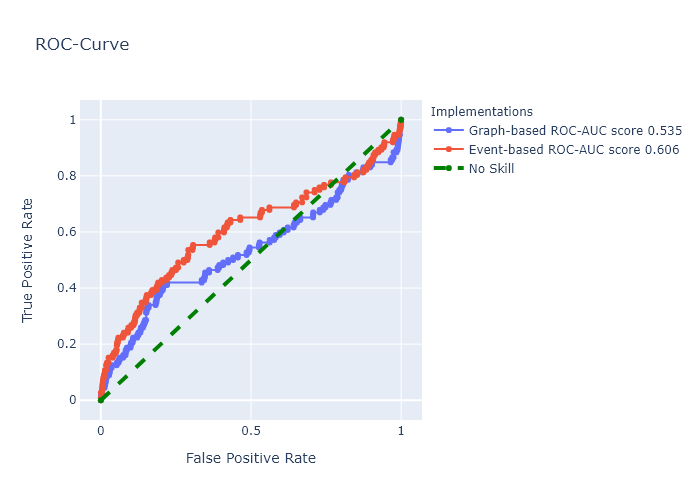 ROC-Curve
Implementations
Graph-based ROC-AUC score 0.535
Event-based ROC-AUC score 0.606
No Skill
1
0.8
0.6
0.4
0.2
0
True Positive Rate
0
0.5
1
False Positive Rate